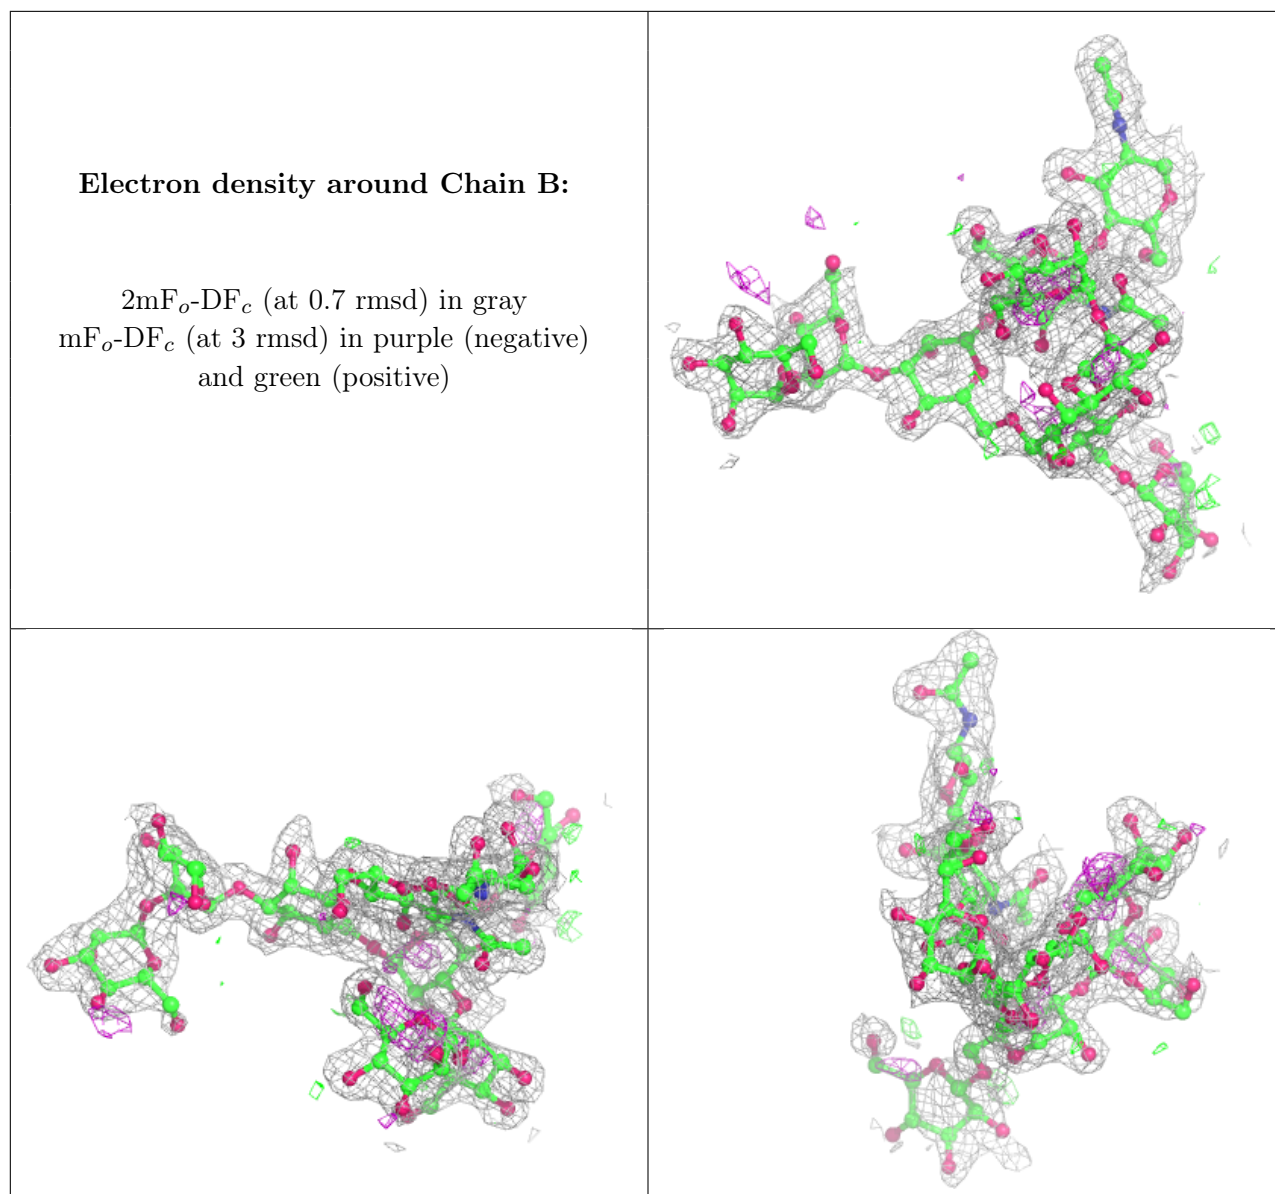 Electron density around Chain B:
2mFo-DFc (at 0.7 rmsd) in gray
mFo-DFc (at 3 rmsd) in purple (negative)
and green (positive)